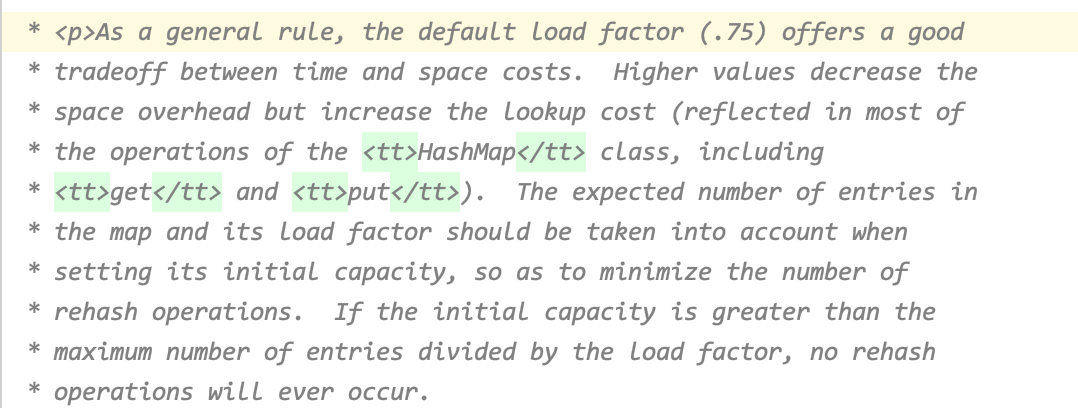 * <p>As a general rule, the default load factor (.75) offers a good
* tradeoff between time and space costs.  Higher values decrease the
* space overhead but increase the lookup cost (reflected in most of
* the operations of the <tt>HashMap</tt> class, including
* <tt>get</tt> and <tt>put</tt>).  The expected number of entries in
* the map and its load factor should be taken into account when
* setting its initial capacity, so as to minimize the number of
* rehash operations.  If the initial capacity is greater than the
* maximum number of entries divided by the load factor, no rehash
* operations will ever occur.